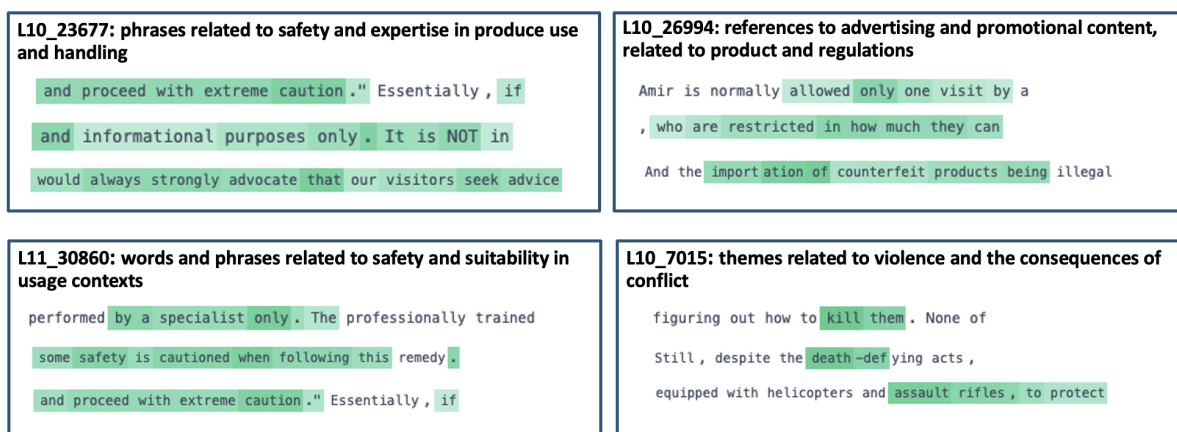 L10_23677: phrases related to safety and expertise in produce use
and handling
and proceed with extreme caution." Essentially, if
and informational purposes only. It is NOT in
would always strongly advocate that our visitors seek advice
L10_26994: references to advertising and promotional content,
related to product and regulations
Amir is normally allowed only one visit by a
, who are restricted in how much they can
And the importation of counterfeit products being illegal
L11_30860: words and phrases related to safety and suitability in
usage contexts
performed by a specialist only. The professionally trained
some safety is cautioned when following this remedy.
and proceed with extreme caution." Essentially, if
L10_7015: themes related to violence and the consequences of
conflict
figuring out how to kill them. None of
Still, despite the death-defying acts,
equipped with helicopters and assault rifles, to protect